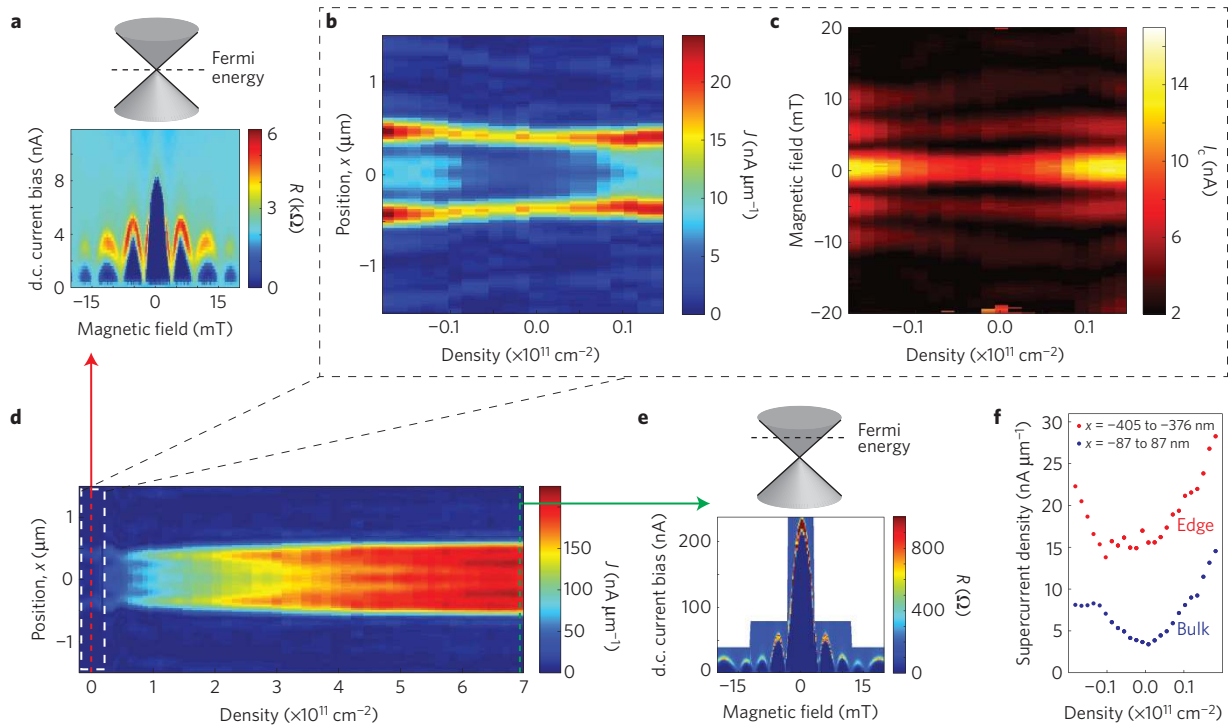 a
Fermi
energy
d.c. current bias (nA)
8
4
0
−15 0 15
Magnetic field (mT)
6
3
0
R (KΩ)
b
Position, x (μm)
1
0
−1
−0.1 0.0 0.1
Density (×10¹¹ cm⁻²)
20
15
10
5
0
J (nA μm⁻¹)
c
Magnetic field (mT)
20
10
0
−10
−20
−0.1 0.0 0.1
Density (×10¹¹ cm⁻²)
14
10
6
2
I_c (nA)
d
Position, x (μm)
1
0
−1
0 1 2 3 4 5 6 7
Density (×10¹¹ cm⁻²)
150
100
50
0
J (nA μm⁻¹)
e
Fermi
energy
d.c. current bias (nA)
200
100
0
−15 0 15
Magnetic field (mT)
800
400
0
R (Ω)
f
Supercurrent density (nA μm⁻¹)
30
25
20
15
10
5
0
x = −405 to −376 nm
x = −87 to 87 nm
Edge
Bulk
−0.1 0.0 0.1
Density (×10¹¹ cm⁻²)